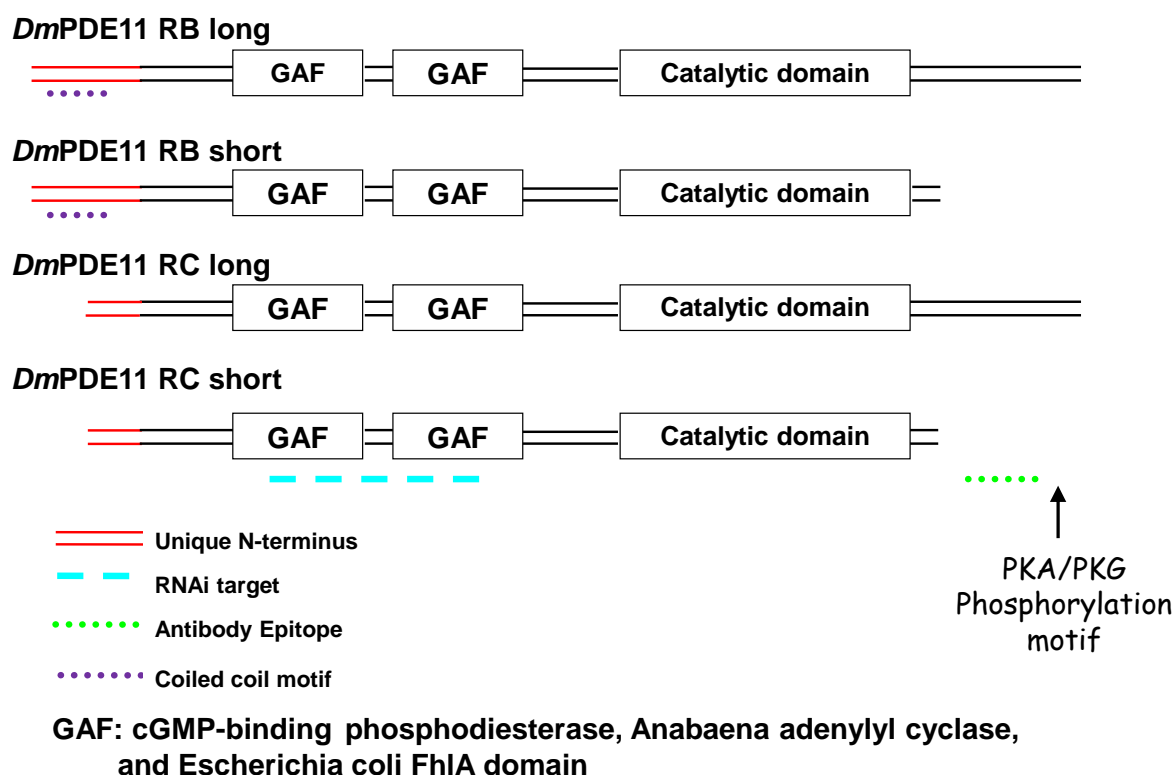 DmPDE11 RB long
GAF GAF Catalytic domain
DmPDE11 RB short
GAF GAF Catalytic domain
DmPDE11 RC long
GAF GAF Catalytic domain
DmPDE11 RC short
GAF GAF Catalytic domain
Unique N-terminus
RNAi target
Antibody Epitope
Coiled coil motif
PKA/PKG
Phosphorylation
motif
GAF: cGMP-binding phosphodiesterase, Anabaena adenylyl cyclase,
and Escherichia coli FhlA domain